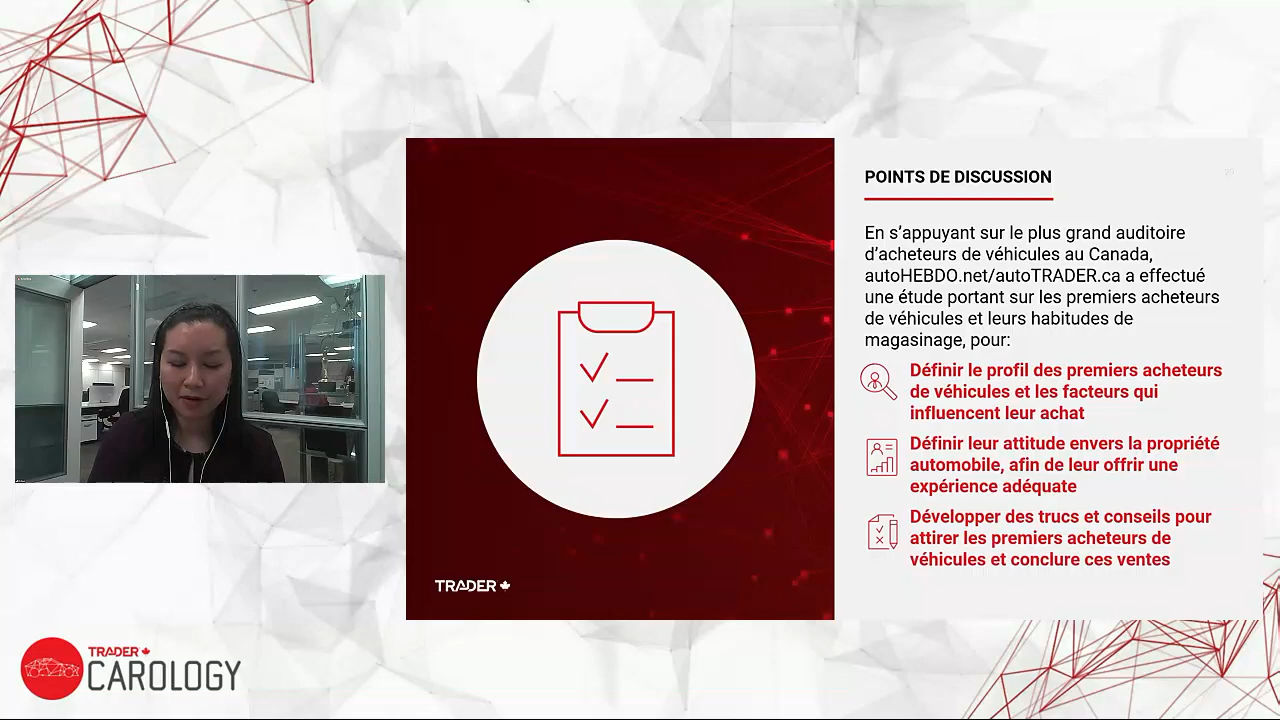 POINTS DE DISCUSSION
En s’appuyant sur le plus grand auditoire
d’acheteurs de véhicules au Canada,
autoHEBDO.net/autoTRADER.ca a effectué
une étude portant sur les premiers acheteurs
de véhicules et leurs habitudes de
magasinage, pour:
Définir le profil des premiers acheteurs
de véhicules et les facteurs qui
influencent leur achat
Définir leur attitude envers la propriété
automobile, afin de leur offrir une
expérience adéquate
Développer des trucs et conseils pour
attirer les premiers acheteurs de
véhicules et conclure ces ventes
TRADER
TRADER
CAROLOGY